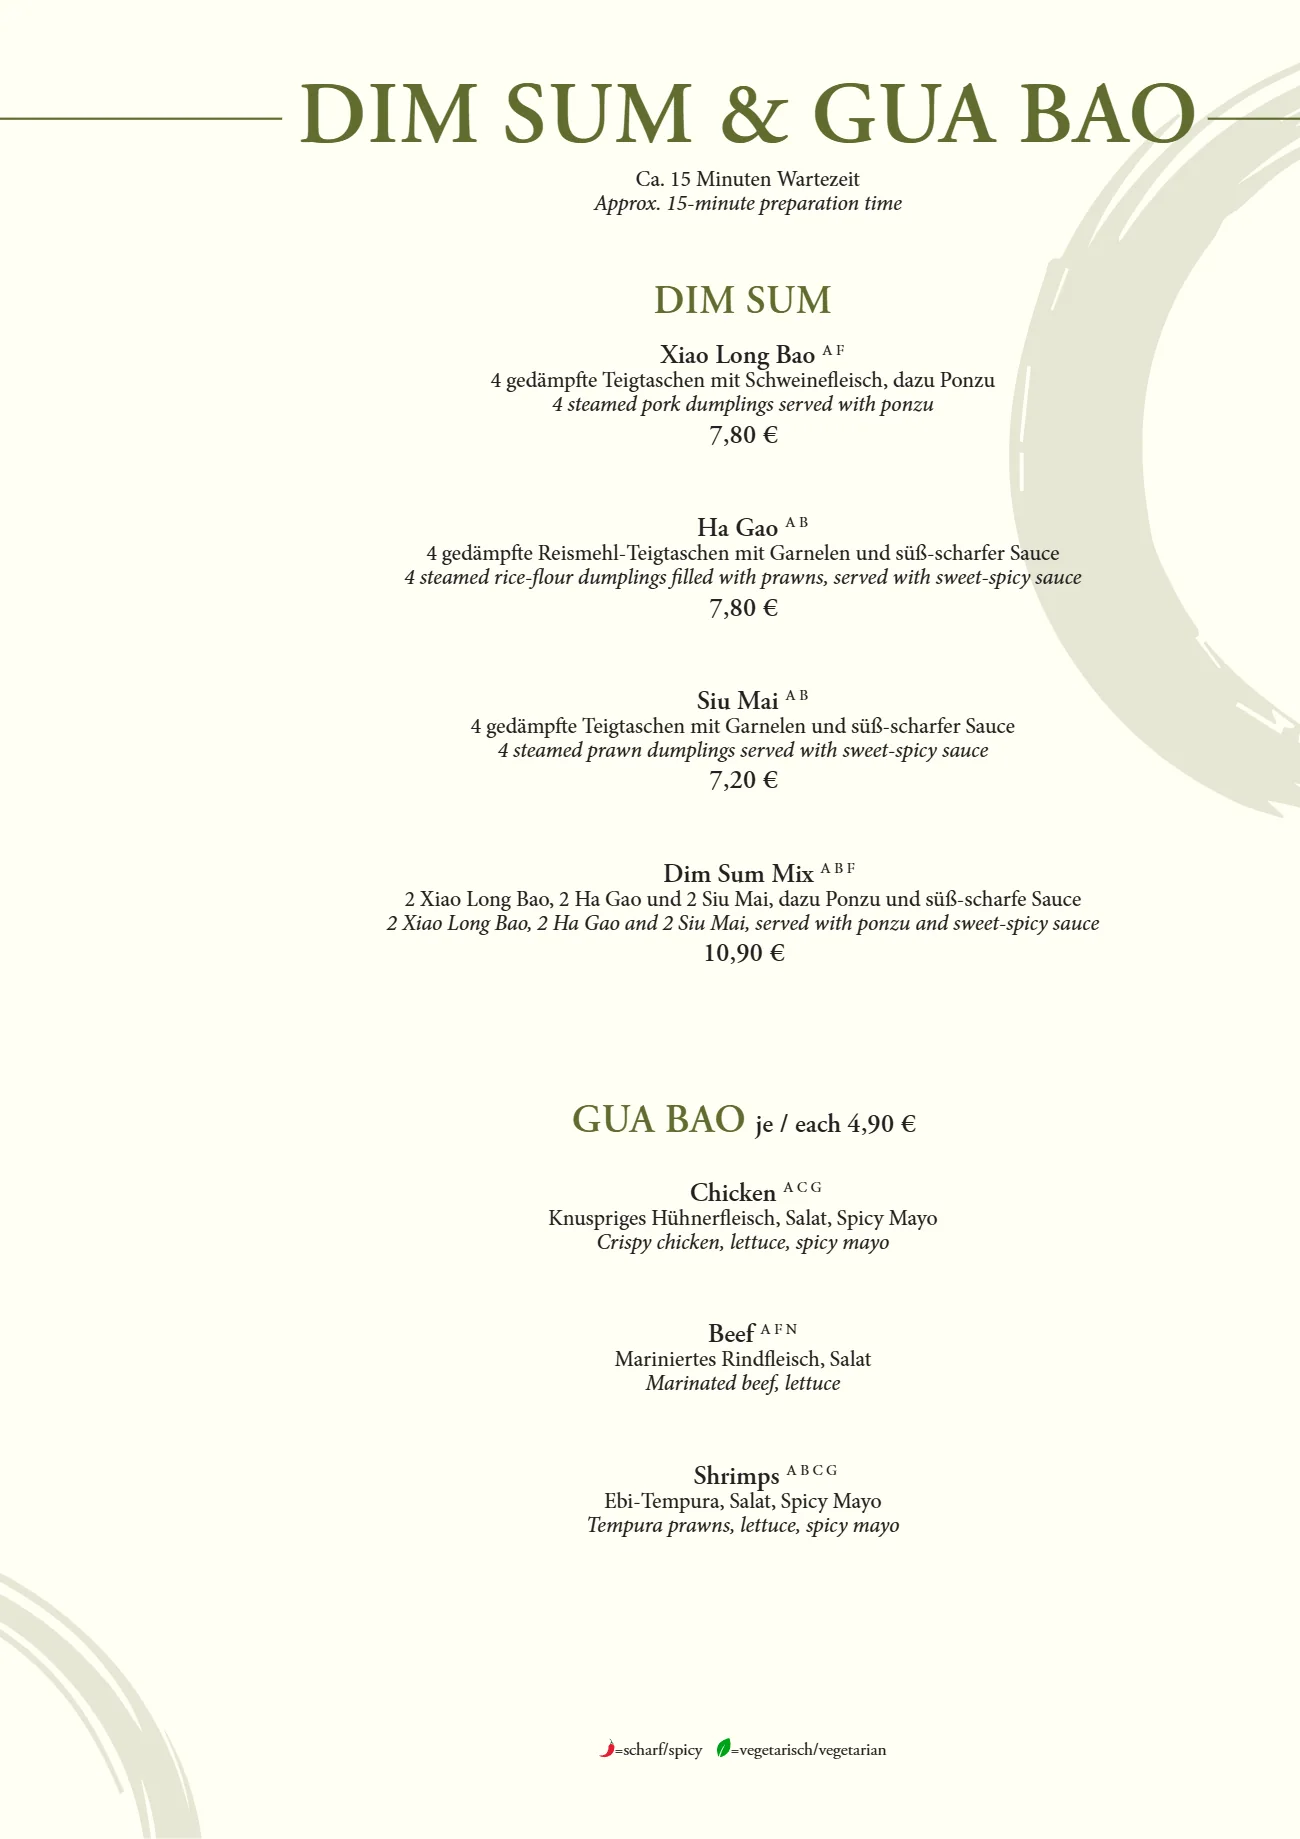 DIM SUM & GUA BAO
Ca. 15 Minuten Wartezeit
Approx. 15-minute preparation time
DIM SUM
Xiao Long Bao A F
4 gedämpfte Teigtaschen mit Schweinefleisch, dazu Ponzu
4 steamed pork dumplings served with ponzu
7,80 €
Ha Gao A B
4 gedämpfte Reismehl-Teigtaschen mit Garnelen und süß-scharfer Sauce
4 steamed rice-flour dumplings filled with prawns, served with sweet-spicy sauce
7,80 €
Siu Mai A B
4 gedämpfte Teigtaschen mit Garnelen und süß-scharfer Sauce
4 steamed prawn dumplings served with sweet-spicy sauce
7,20 €
Dim Sum Mix A B F
2 Xiao Long Bao, 2 Ha Gao und 2 Siu Mai, dazu Ponzu und süß-scharfe Sauce
2 Xiao Long Bao, 2 Ha Gao and 2 Siu Mai, served with ponzu and sweet-spicy sauce
10,90 €
GUA BAO je / each 4,90 €
Chicken A C G
Knuspriges Hühnerfleisch, Salat, Spicy Mayo
Crispy chicken, lettuce, spicy mayo
Beef A F N
Mariniertes Rindfleisch, Salat
Marinated beef, lettuce
Shrimps A B C G
Ebi-Tempura, Salat, Spicy Mayo
Tempura prawns, lettuce, spicy mayo
=scharf/spicy =vegetarisch/vegetarian